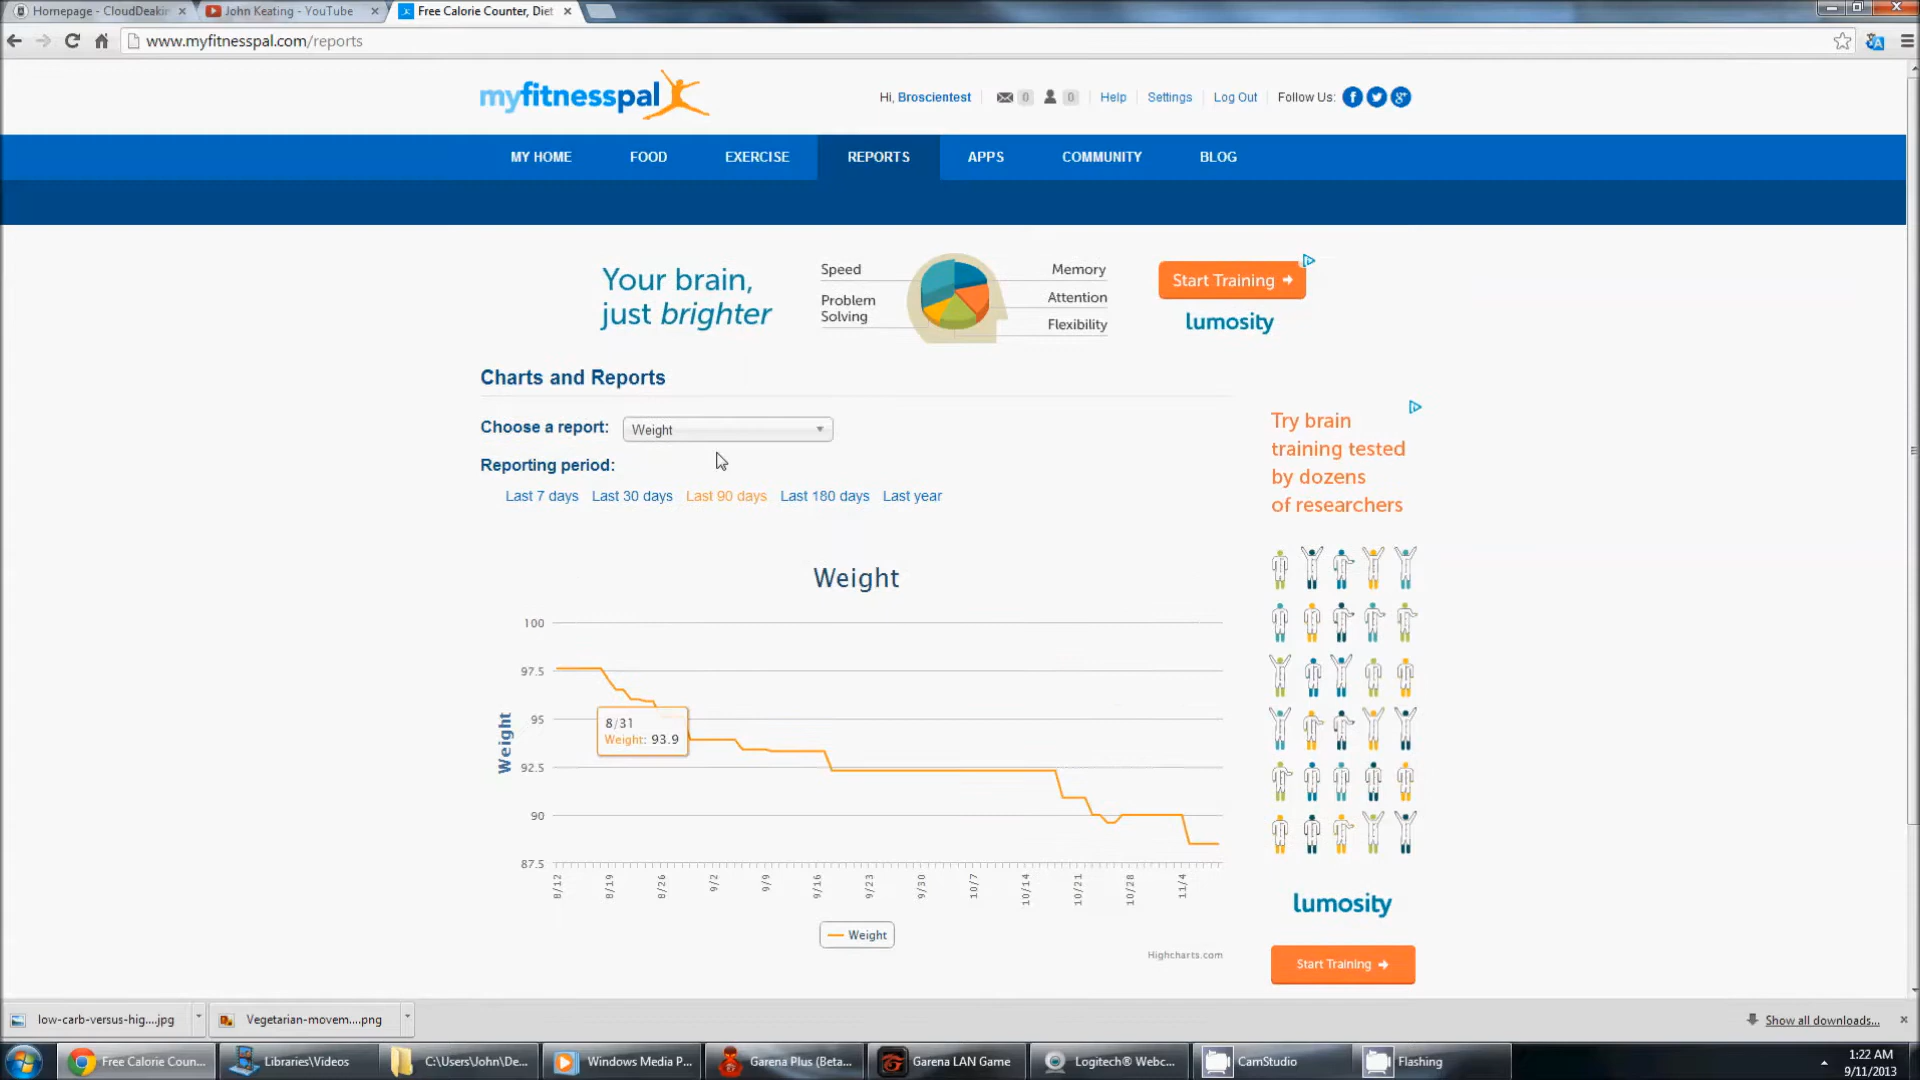 Homepage - CloudDeakin
John Keating - YouTube
Free Calorie Counter, Diet
www.myfitnesspal.com/reports
myfitnesspal
Hi, Broscientest
0
0
Help
Settings
Log Out
Follow Us:
MY HOME
FOOD
EXERCISE
REPORTS
APPS
COMMUNITY
BLOG
Your brain,
just brighter
Speed
Problem
Solving
Memory
Attention
Flexibility
Start Training
lumosity
Charts and Reports
Choose a report:
Weight
Reporting period:
Last 7 days
Last 30 days
Last 90 days
Last 180 days
Last year
Try brain
training tested
by dozens
of researchers
Weight
Weight
100
97.5
95
92.5
90
87.5
8/31
Weight: 93.9
8/12
8/19
8/26
9/2
9/9
9/16
9/23
9/30
10/7
10/14
10/21
10/28
11/4
Weight
Highcharts.com
lumosity
Start Training
low-carb-versus-hig....jpg
Vegetarian-movem....png
Show all downloads...
Free Calorie Coun...
Libraries\Videos
C:\Users\John\De...
Windows Media P...
Garena Plus (Beta...
Garena LAN Game
Logitech® Webc...
CamStudio
Flashing
1:22 AM
9/11/2013